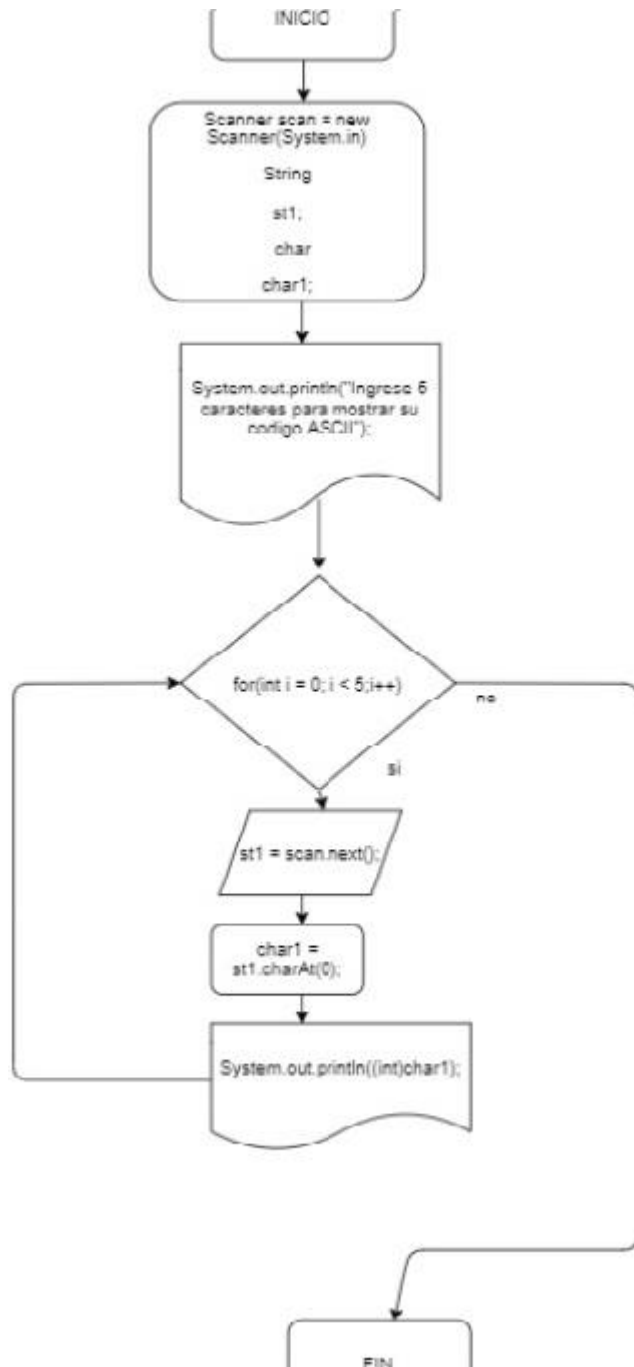 INICIO
Scanner scan = new
Scanner(System.in)
String
st1;
char
char1;
System.out.println("Ingrese 5
caracteres para mostrar su
codigo ASCII");
for(int i = 0; i < 5;i++)
no
si
st1 = scan.next();
char1 =
st1.charAt(0);
System.out.println((int)char1);
FIN